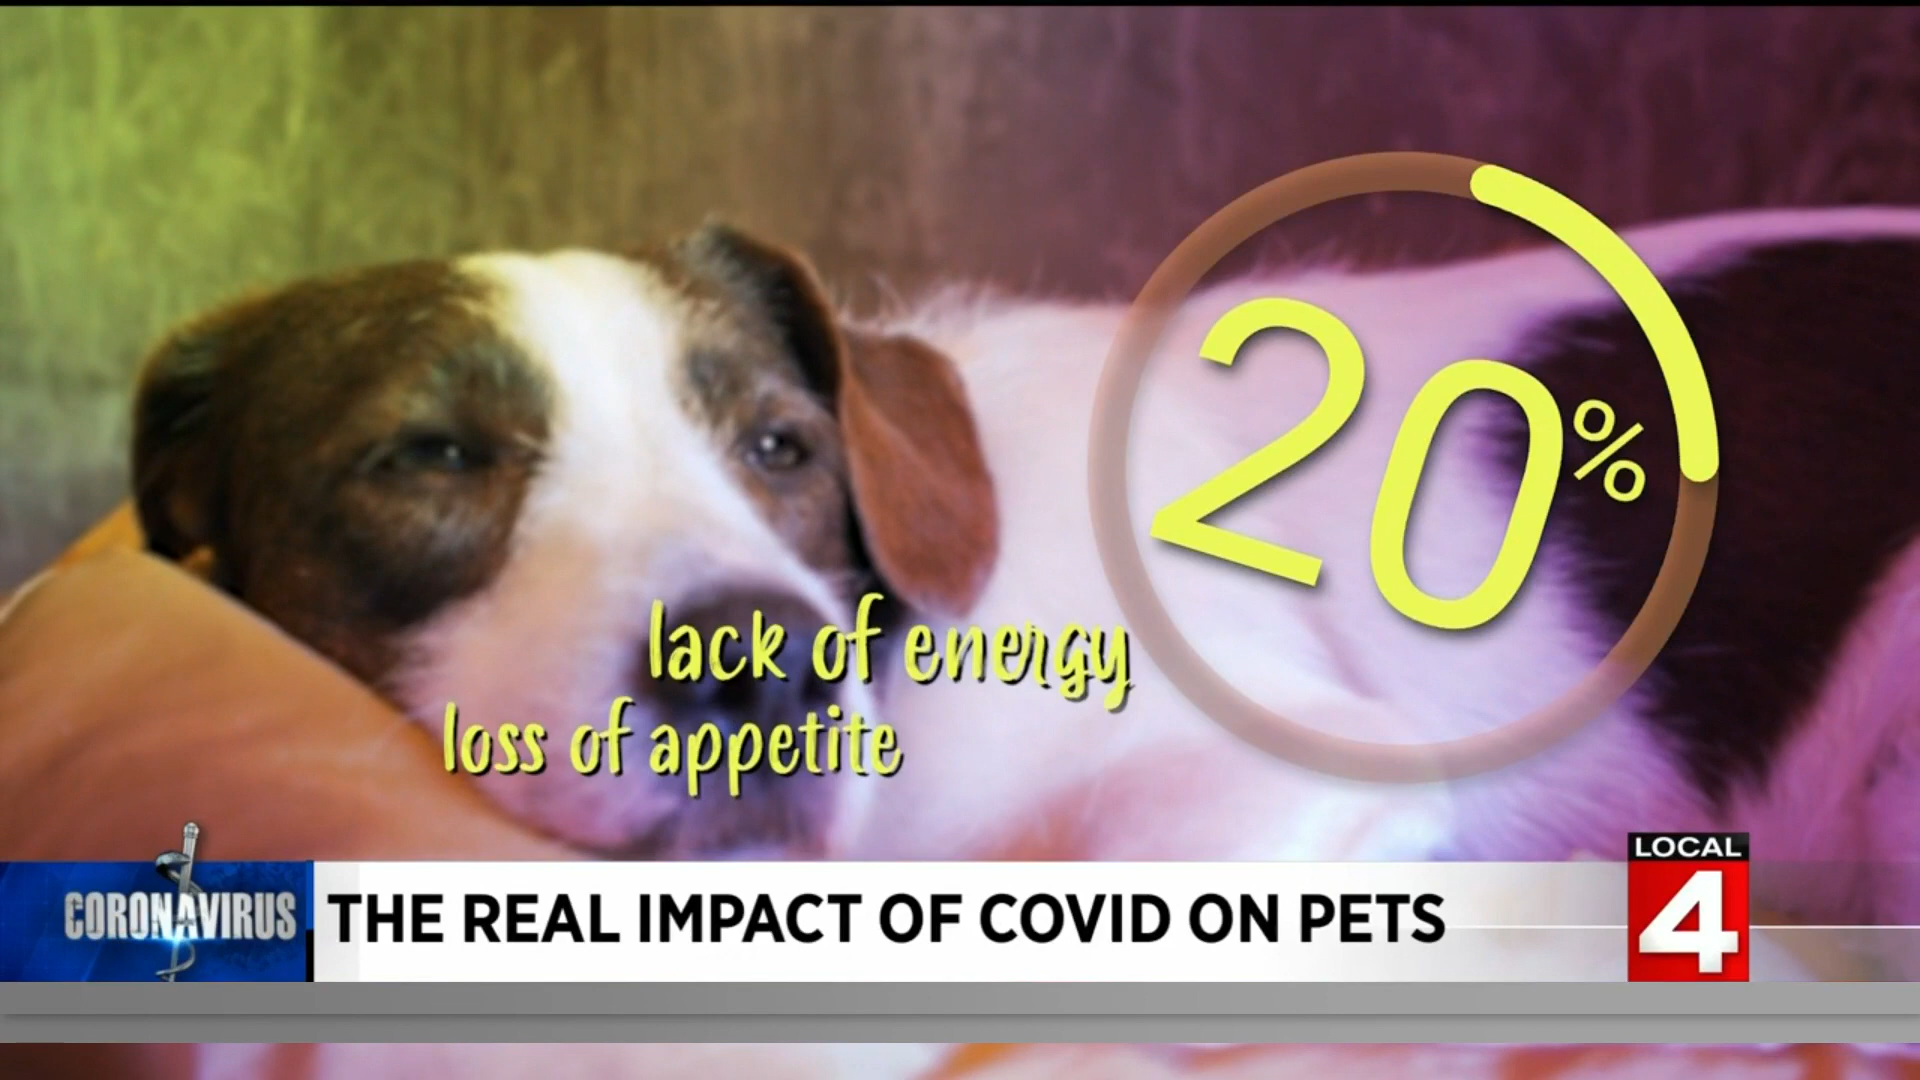 20%
lack of energy
loss of appetite
CORONAVIRUS
THE REAL IMPACT OF COVID ON PETS
LOCAL
4